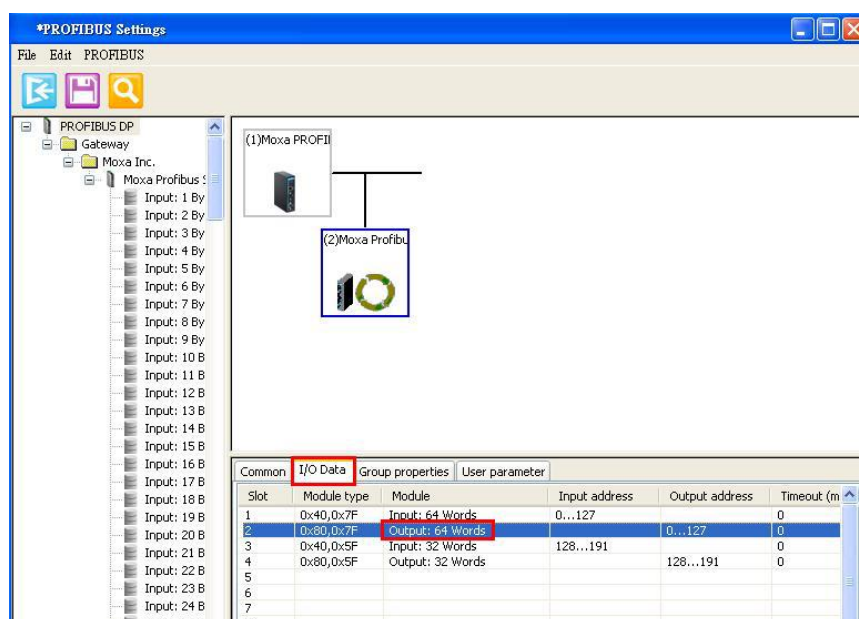 *PROFIBUS Settings
File Edit PROFIBUS
PROFIBUS DP
Gateway
Moxa Inc.
Moxa Profibus S
Input: 1 By
Input: 2 By
Input: 3 By
Input: 4 By
Input: 5 By
Input: 6 By
Input: 7 By
Input: 8 By
Input: 9 By
Input: 10 B
Input: 11 B
Input: 12 B
Input: 13 B
Input: 14 B
Input: 15 B
Input: 16 B
Input: 17 B
Input: 18 B
Input: 19 B
Input: 20 B
Input: 21 B
Input: 22 B
Input: 23 B
Input: 24 B
(1)Moxa PROFI
(2)Moxa Profibu
Common I/O Data Group properties User parameter
Slot Module type Module Input address Output address Timeout (m
1 0x40,0x7F Input: 64 Words 0...127 0
2 0x80,0x7F Output: 64 Words 0...127 0
3 0x40,0x5F Input: 32 Words 128...191 0
4 0x80,0x5F Output: 32 Words 128...191 0
5
6
7